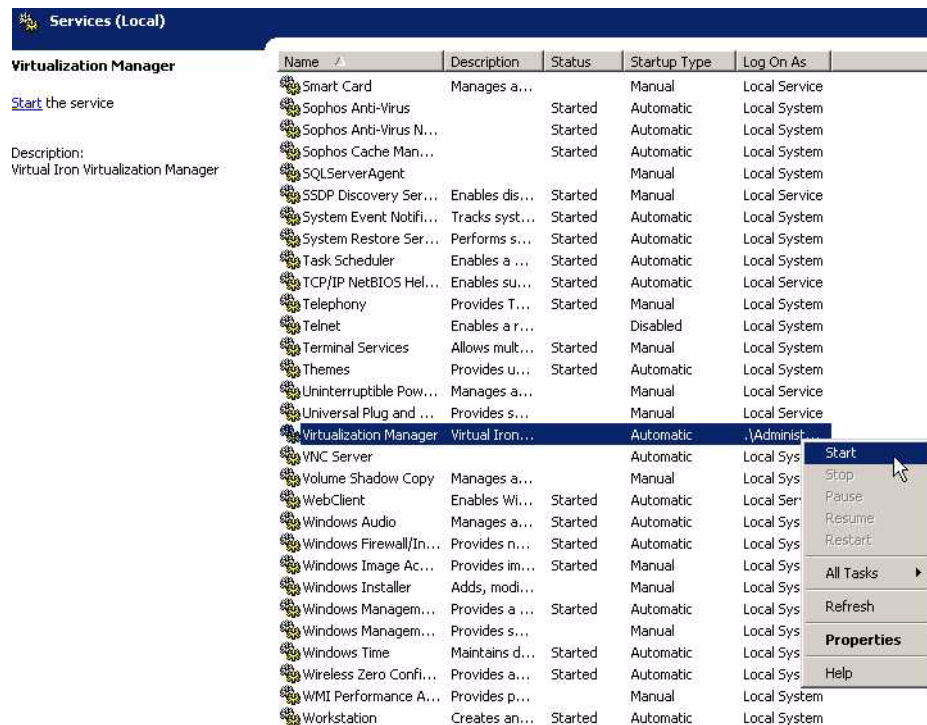 Services (Local)
Virtualization Manager
Start the service
Description:
Virtual Iron Virtualization Manager
Name Description Status Startup Type Log On As
Smart Card Manages a... Manual Local Service
Sophos Anti-Virus Started Automatic Local System
Sophos Anti-Virus N... Started Automatic Local System
Sophos Cache Man... Started Automatic Local System
SQLServerAgent Manual Local System
SSDP Discovery Ser... Enables dis... Started Manual Local Service
System Event Notifi... Tracks syst... Started Automatic Local System
System Restore Ser... Performs s... Started Automatic Local System
Task Scheduler Enables a ... Started Automatic Local System
TCP/IP NetBIOS Hel... Enables su... Started Automatic Local Service
Telephony Provides T... Started Manual Local System
Telnet Enables a r... Disabled Local System
Terminal Services Allows mult... Started Manual Local System
Themes Provides u... Started Automatic Local System
Uninterruptible Pow... Manages a... Manual Local Service
Universal Plug and ... Provides s... Manual Local Service
Virtualization Manager Virtual Iron... Automatic .\Administ...
VNC Server Automatic Local Sys
Volume Shadow Copy Manages a... Manual Local Sys
WebClient Enables Wi... Started Automatic Local Ser
Windows Audio Manages a... Started Automatic Local Sys
Windows Firewall/In... Provides n... Started Automatic Local Sys
Windows Image Ac... Provides im... Started Manual Local Sys
Windows Installer Adds, modi... Manual Local Sys
Windows Managem... Provides a ... Started Automatic Local Sys
Windows Managem... Provides s... Manual Local Sys
Windows Time Maintains d... Started Automatic Local Sys
Wireless Zero Confi... Provides a... Started Automatic Local Sys
WMI Performance A... Provides p... Manual Local System
Workstation Creates an... Started Automatic Local System
Start
Stop
Pause
Resume
Restart
All Tasks
Refresh
Properties
Help